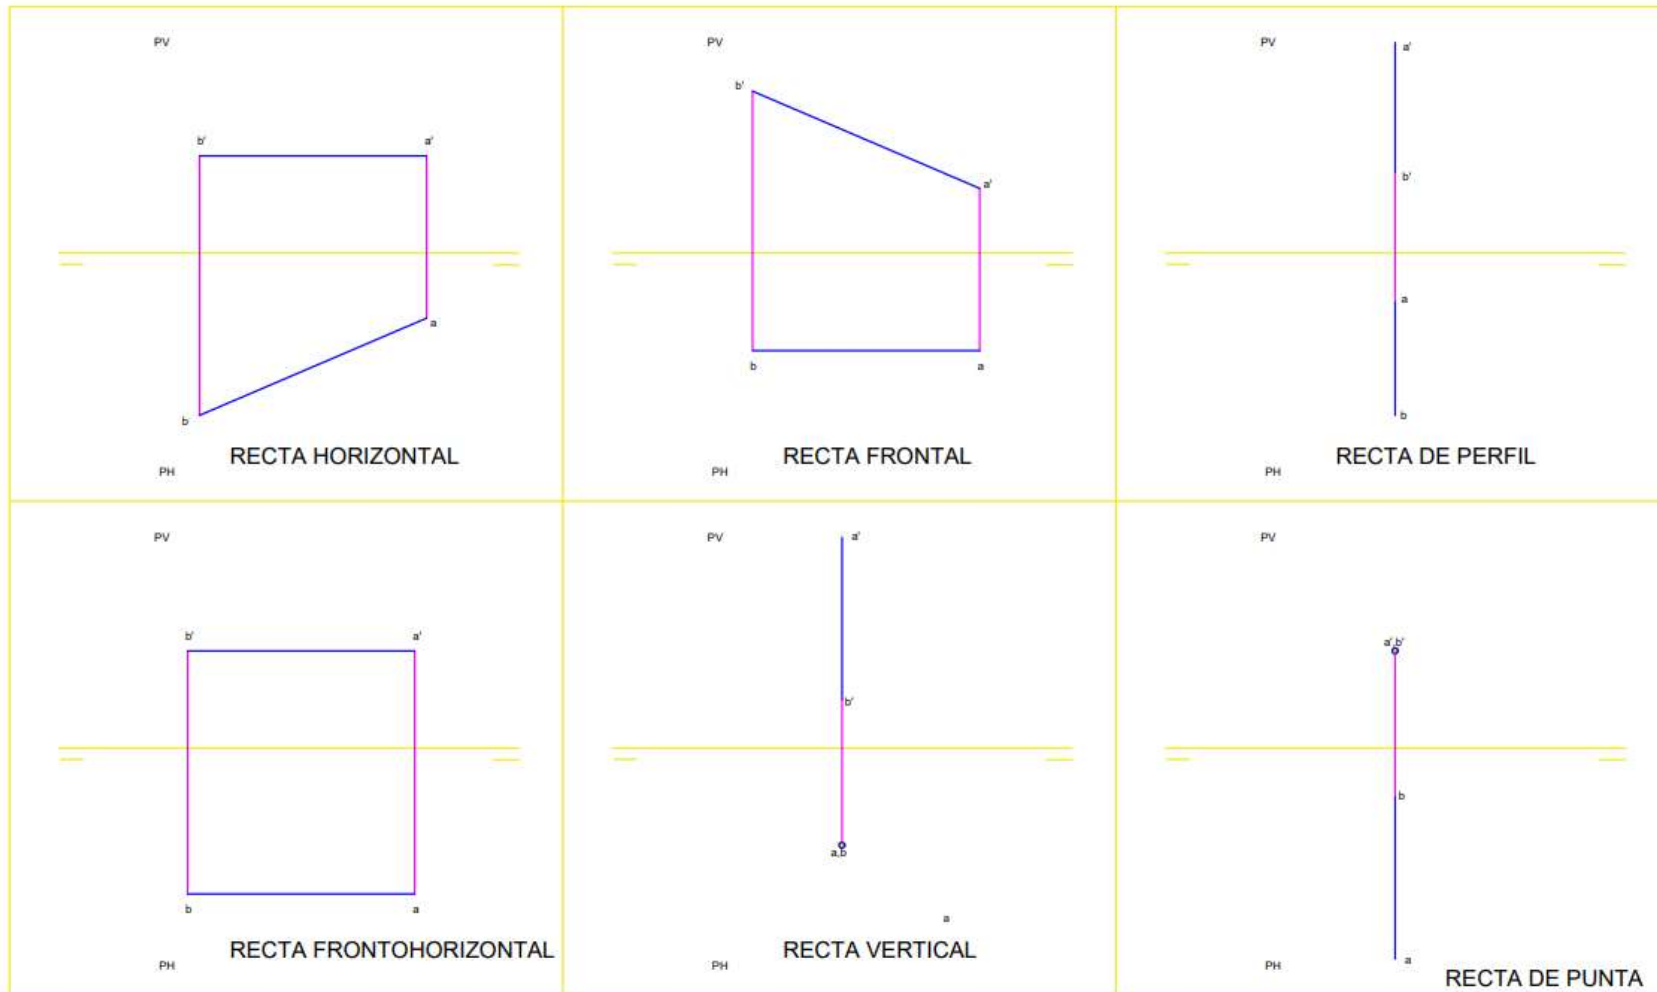 PV
b'
a'
a
b
RECTA HORIZONTAL
PH
PV
b'
a'
b
a
RECTA FRONTAL
PH
PV
a'
b'
a
b
RECTA DE PERFIL
PH
PV
b'
a'
b
a
RECTA FRONTOHORIZONTAL
PH
PV
a'
b'
a,b
a
RECTA VERTICAL
PH
PV
a',b'
b
a
PH
RECTA DE PUNTA